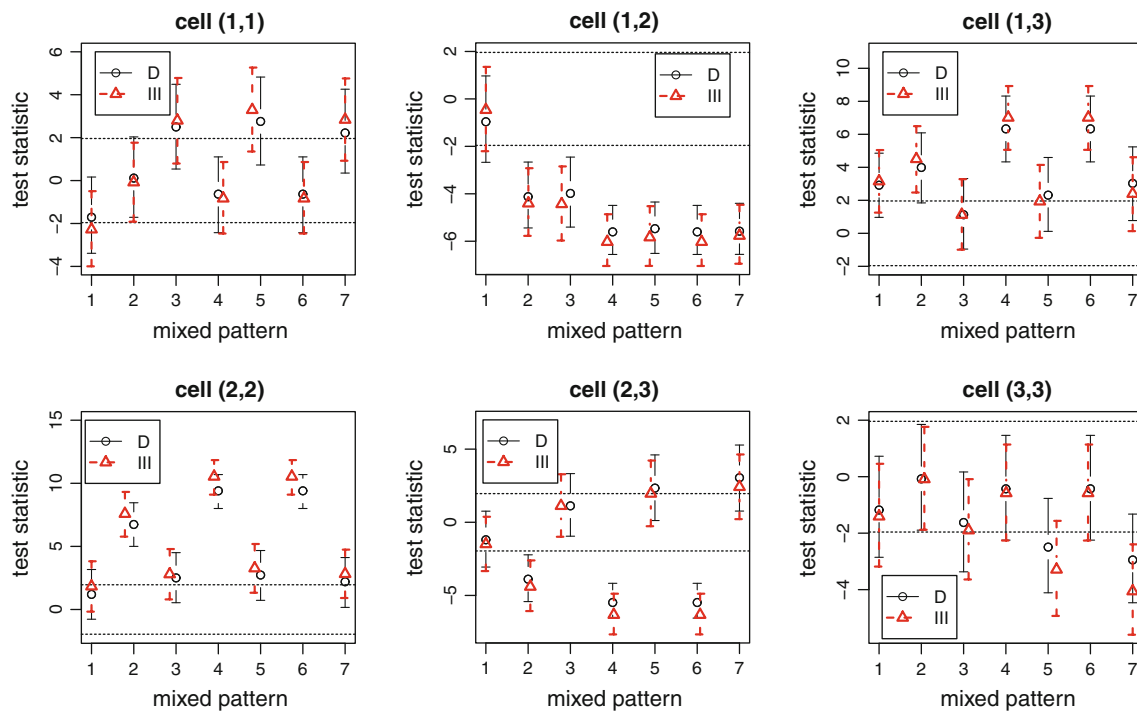 cell (1,1)
6
4
2
0
−2
−4
test statistic
D
III
1 2 3 4 5 6 7
mixed pattern
cell (1,2)
2
0
−2
−4
−6
test statistic
D
III
1 2 3 4 5 6 7
mixed pattern
cell (1,3)
10
8
6
4
2
0
−2
test statistic
D
III
1 2 3 4 5 6 7
mixed pattern
cell (2,2)
15
10
5
0
test statistic
D
III
1 2 3 4 5 6 7
mixed pattern
cell (2,3)
5
0
−5
test statistic
D
III
1 2 3 4 5 6 7
mixed pattern
cell (3,3)
2
0
−2
−4
test statistic
D
III
1 2 3 4 5 6 7
mixed pattern